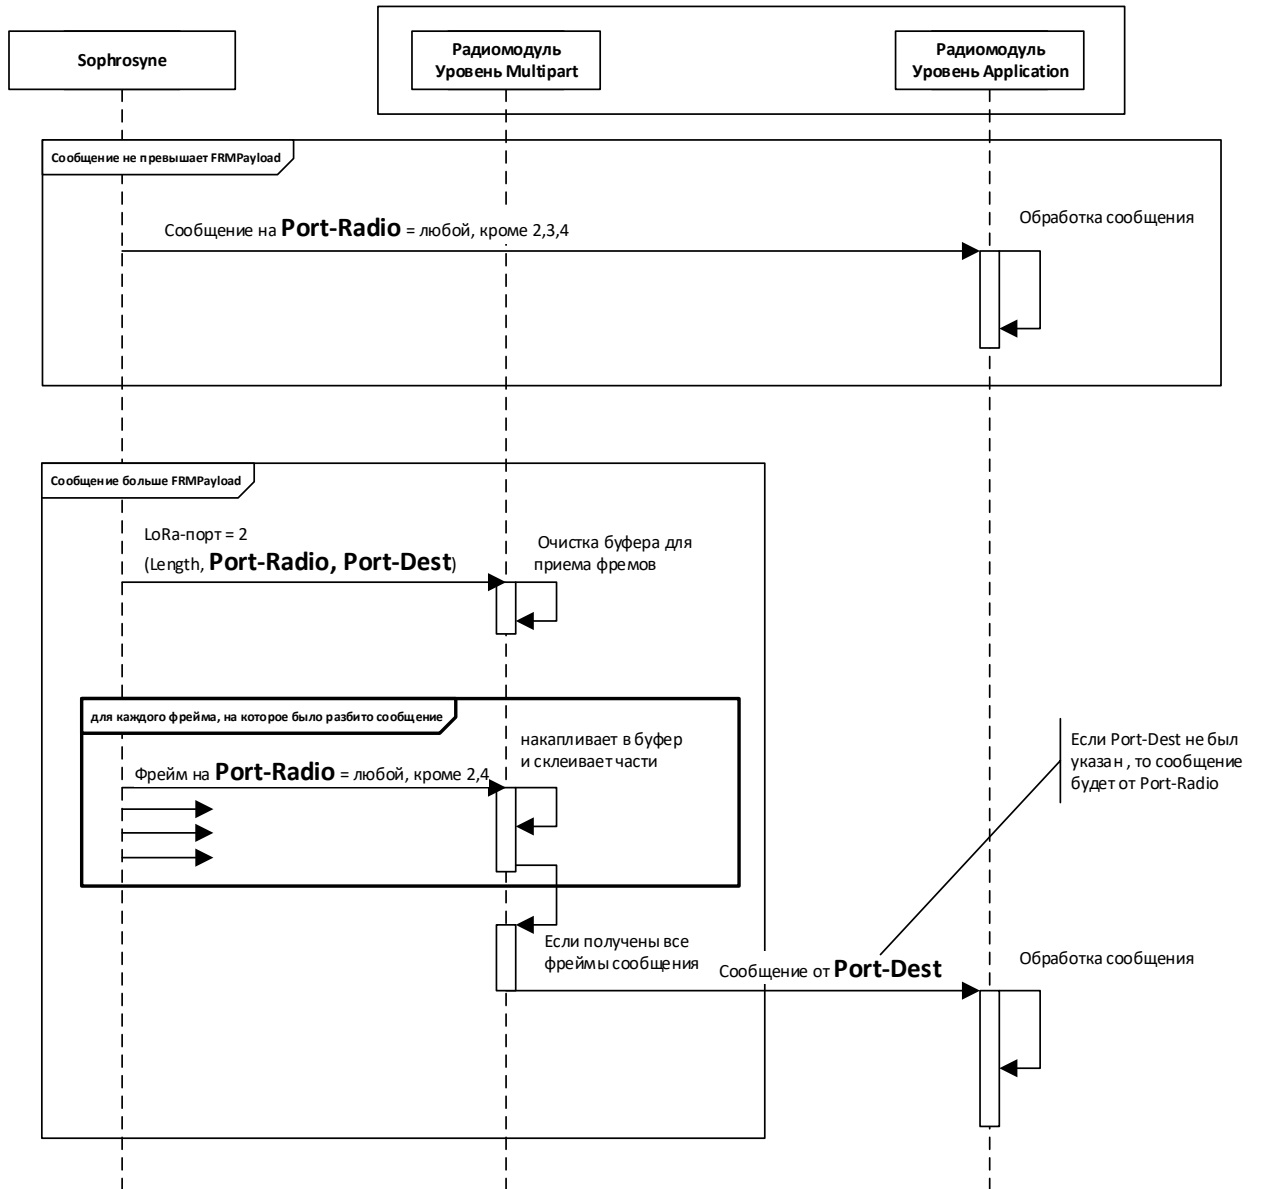 Sophrosyne
Радиомодуль
Уровень Multipart
Радиомодуль
Уровень Application
Сообщение не превышает FRMPayload
Сообщение на Port-Radio = любой, кроме 2,3,4
Обработка сообщения
Сообщение больше FRMPayload
LoRa-порт = 2
(Length, Port-Radio, Port-Dest)
Очистка буфера для
приема фремов
для каждого фрейма, на которое было разбито сообщение
Фрейм на Port-Radio = любой, кроме 2,4
накапливает в буфер
и склеивает части
Если Port-Dest не был
указан , то сообщение
будет от Port-Radio
Если получены все
фреймы сообщения
Сообщение от Port-Dest
Обработка сообщения